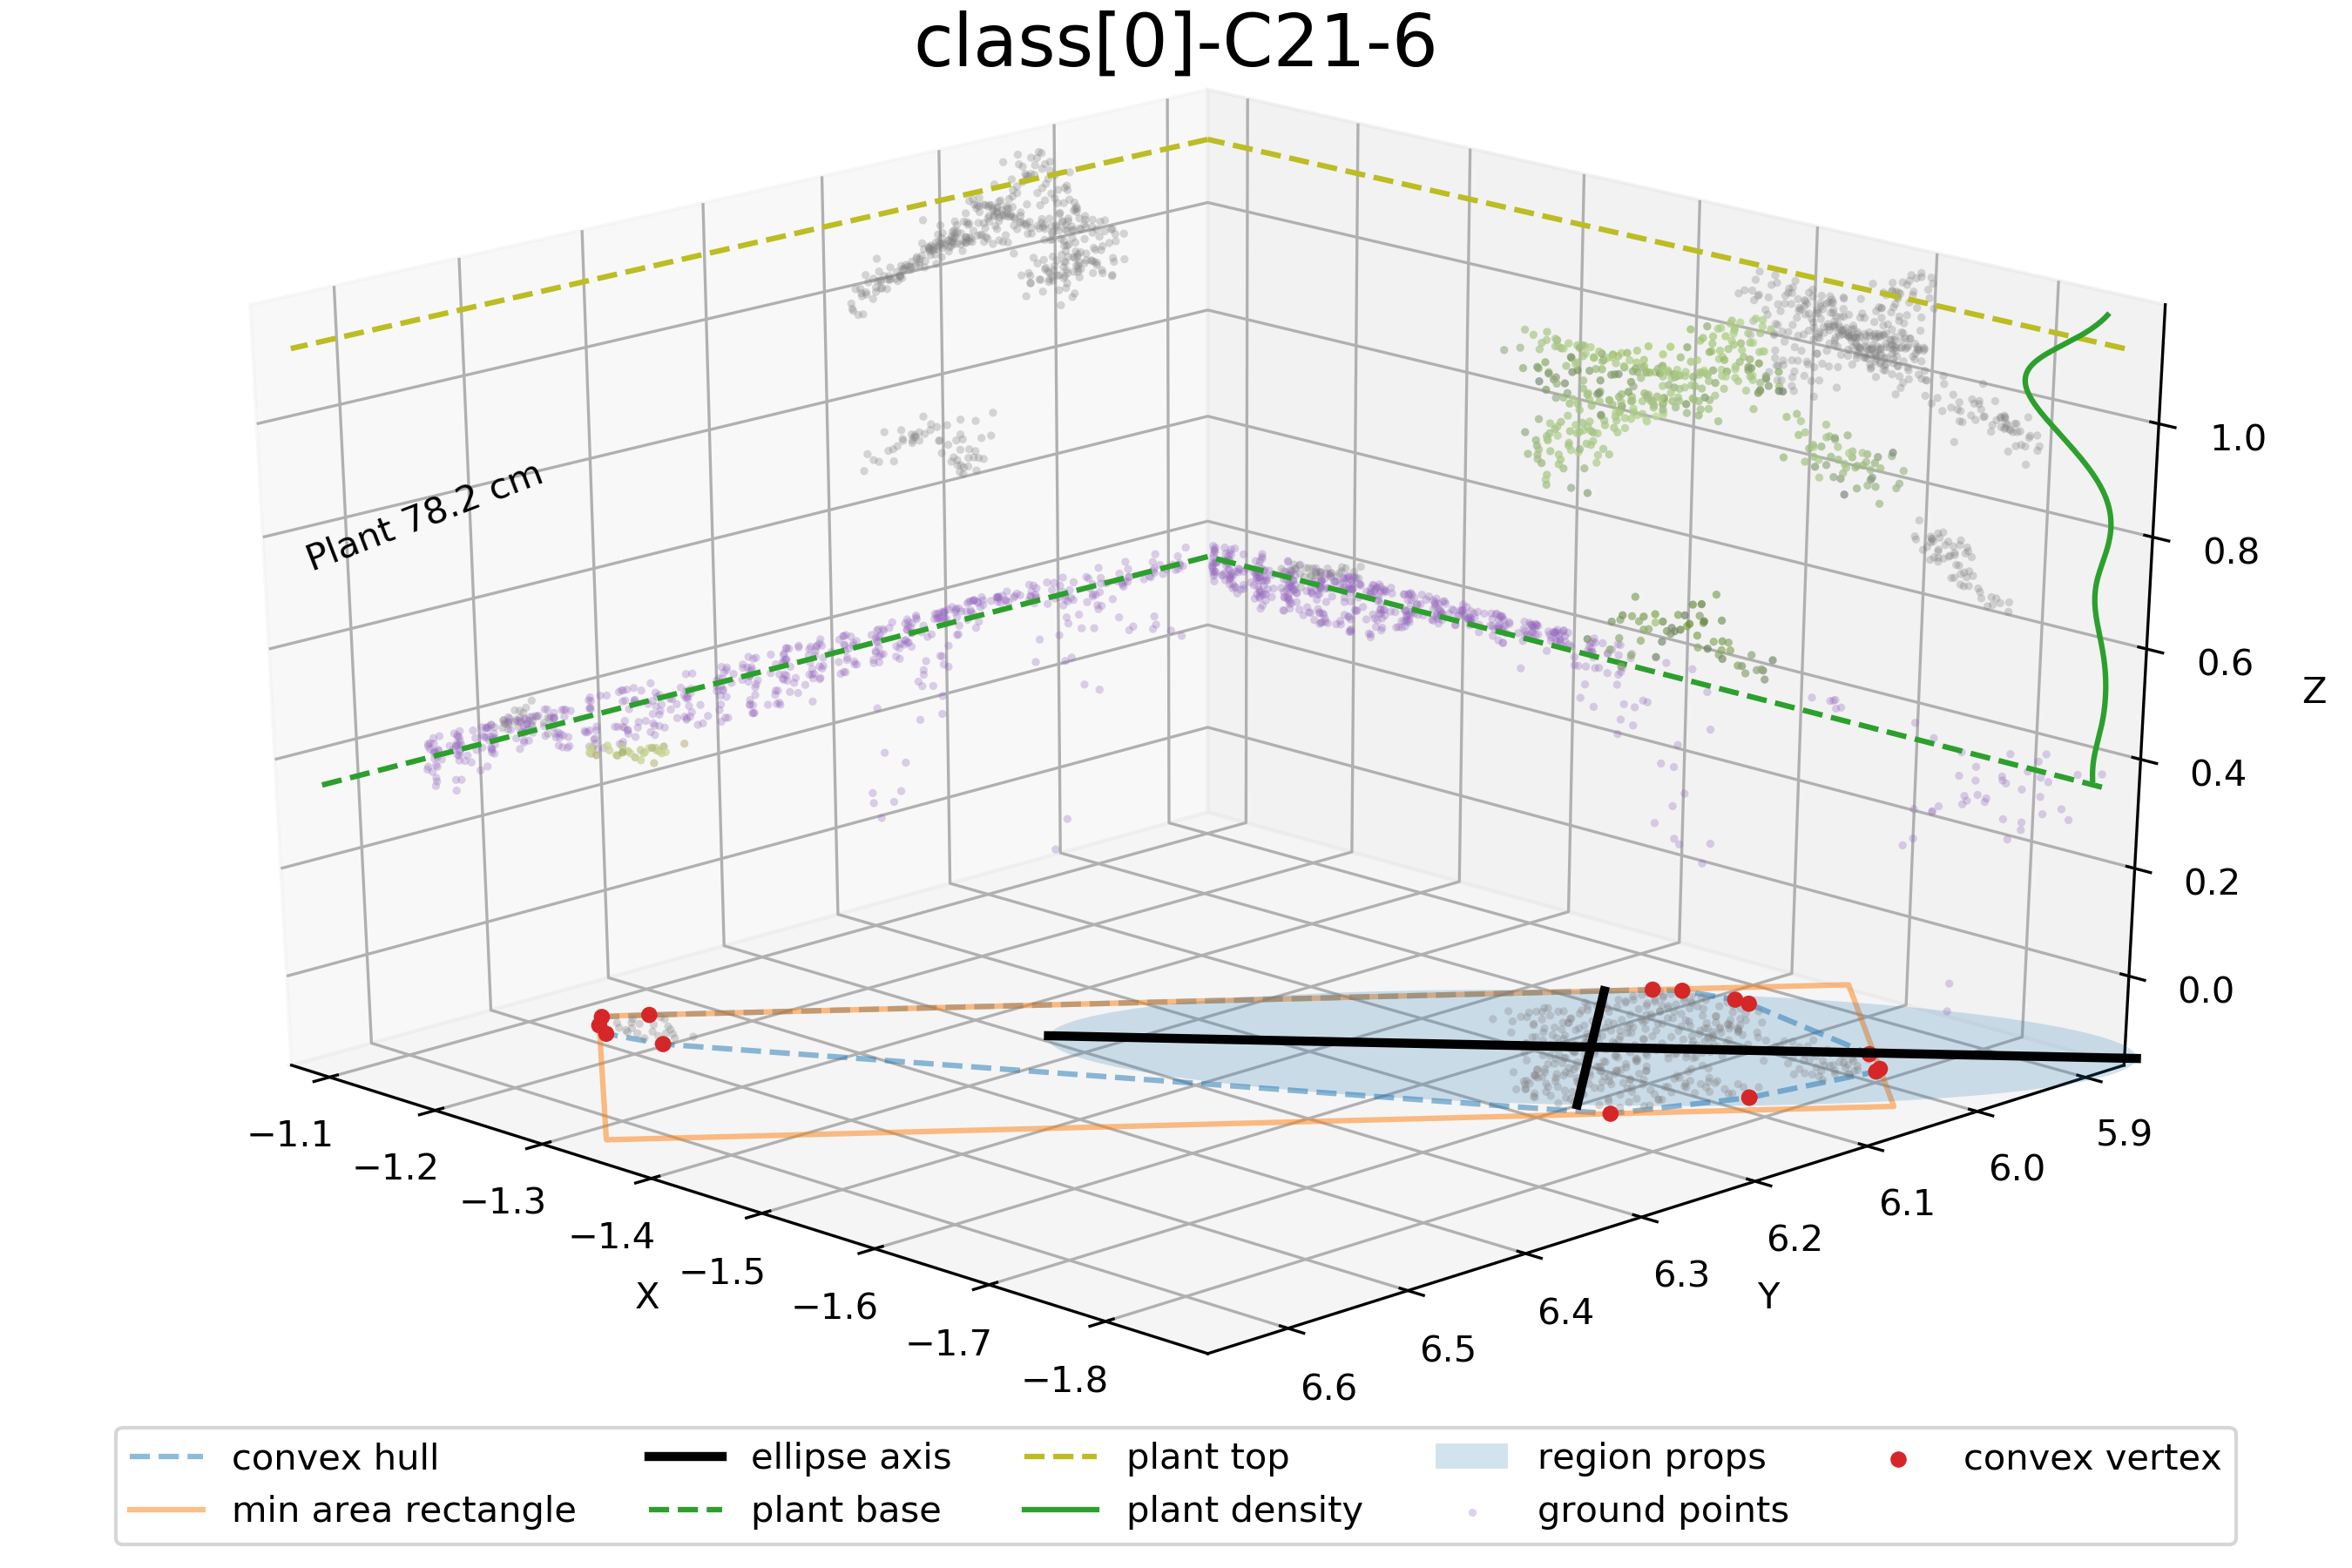 class[0]-C21-6
Plant 78.2 cm
1.0
0.8
0.6
Z
0.4
0.2
0.0
−1.1
−1.2
−1.3
−1.4
−1.5
−1.6
−1.7
−1.8
X
5.9
6.0
6.1
6.2
6.3
6.4
6.5
6.6
Y
convex hull
min area rectangle
ellipse axis
plant base
plant top
plant density
region props
ground points
convex vertex